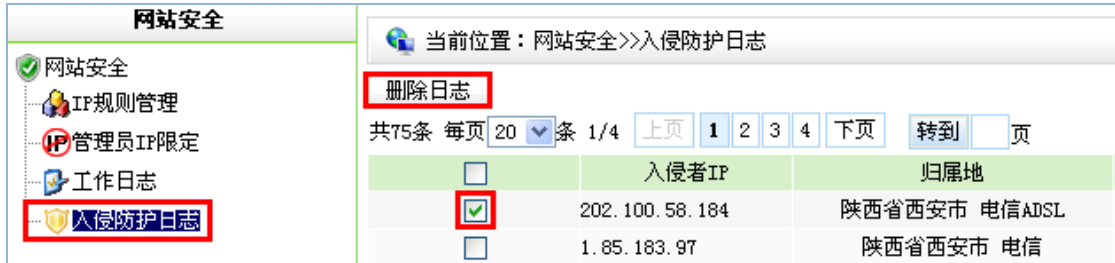 网站安全
网站安全
IP规则管理
IP管理员IP限定
工作日志
入侵防护日志
当前位置：网站安全>>入侵防护日志
删除日志
共75条 每页 20 条 1/4 上页 1 2 3 4 下页 转到 页
入侵者IP 归属地
202.100.58.184 陕西省西安市 电信ADSL
1.85.183.97 陕西省西安市 电信